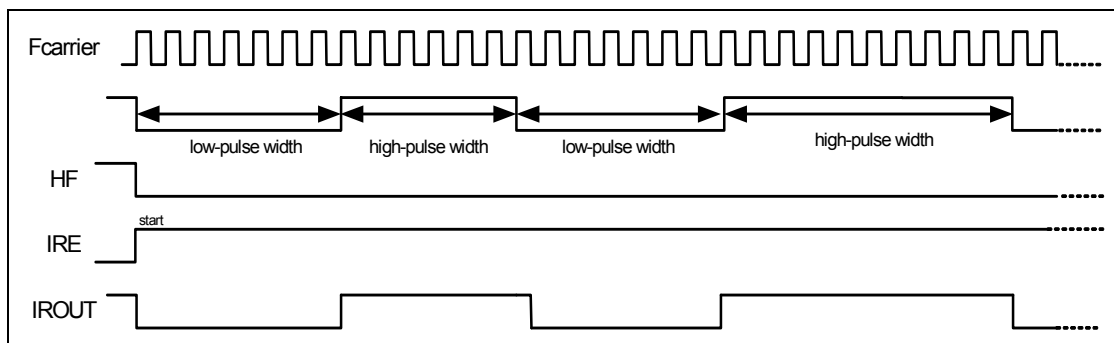 Fcarrier
low-pulse width
high-pulse width
low-pulse width
high-pulse width
HF
start
IRE
IROUT